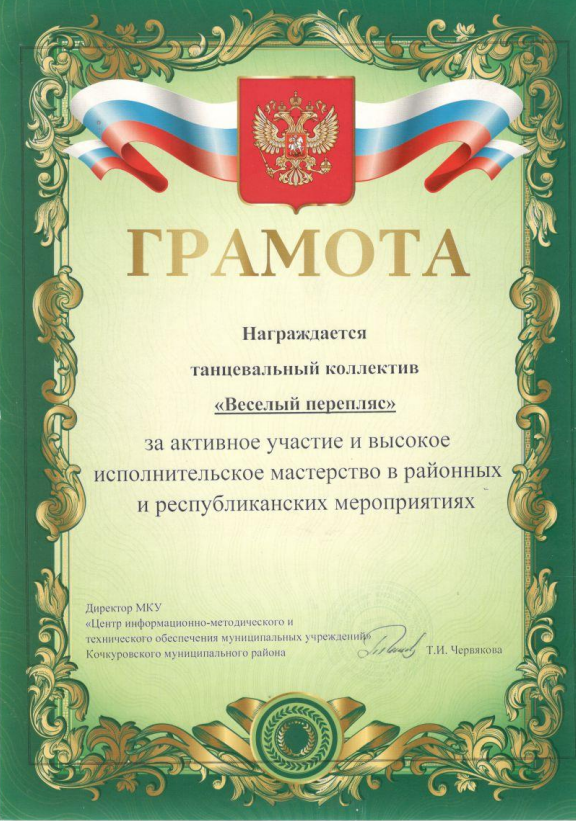 ГРАМОТА
Награждается
танцевальный коллектив
«Веселый перепляс»
за активное участие и высокое
исполнительское мастерство в районных
и республиканских мероприятиях
Директор МКУ
«Центр информационно-методического и
технического обеспечения муниципальных учреждений»
Кочкуровского муниципального района
Т.И. Червякова